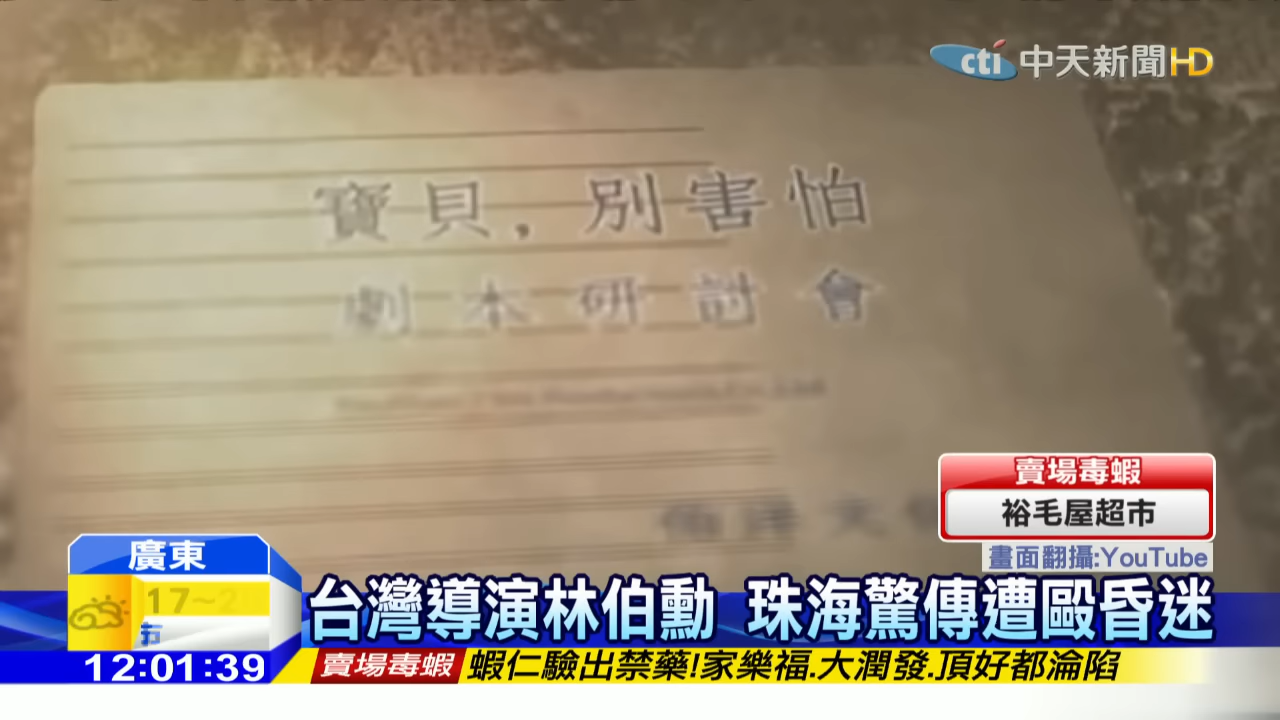 cti 中天新聞HD
寶貝,別害怕
劇本研討會
賣場毒蝦
裕毛屋超市
畫面翻攝:YouTube
廣東
17~2
市
台灣導演林伯勳 珠海驚傳遭毆昏迷
12:01:39
賣場毒蝦 蝦仁驗出禁藥!家樂福.大潤發.頂好都淪陷